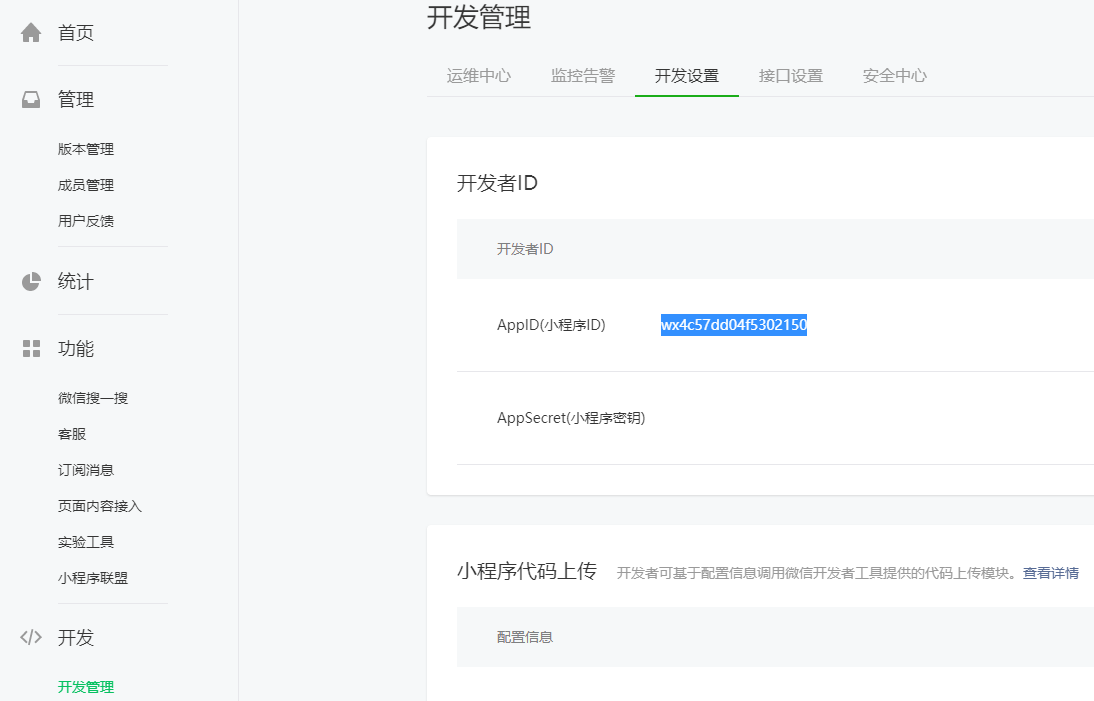 首页
管理
版本管理
成员管理
用户反馈
统计
功能
微信搜一搜
客服
订阅消息
页面内容接入
实验工具
小程序联盟
开发
开发管理
开发管理
运维中心 监控告警 开发设置 接口设置 安全中心
开发者ID
开发者ID
AppID(小程序ID) wx4c57dd04f5302150
AppSecret(小程序密钥)
小程序代码上传 开发者可基于配置信息调用微信开发者工具提供的代码上传模块。查看详情
配置信息